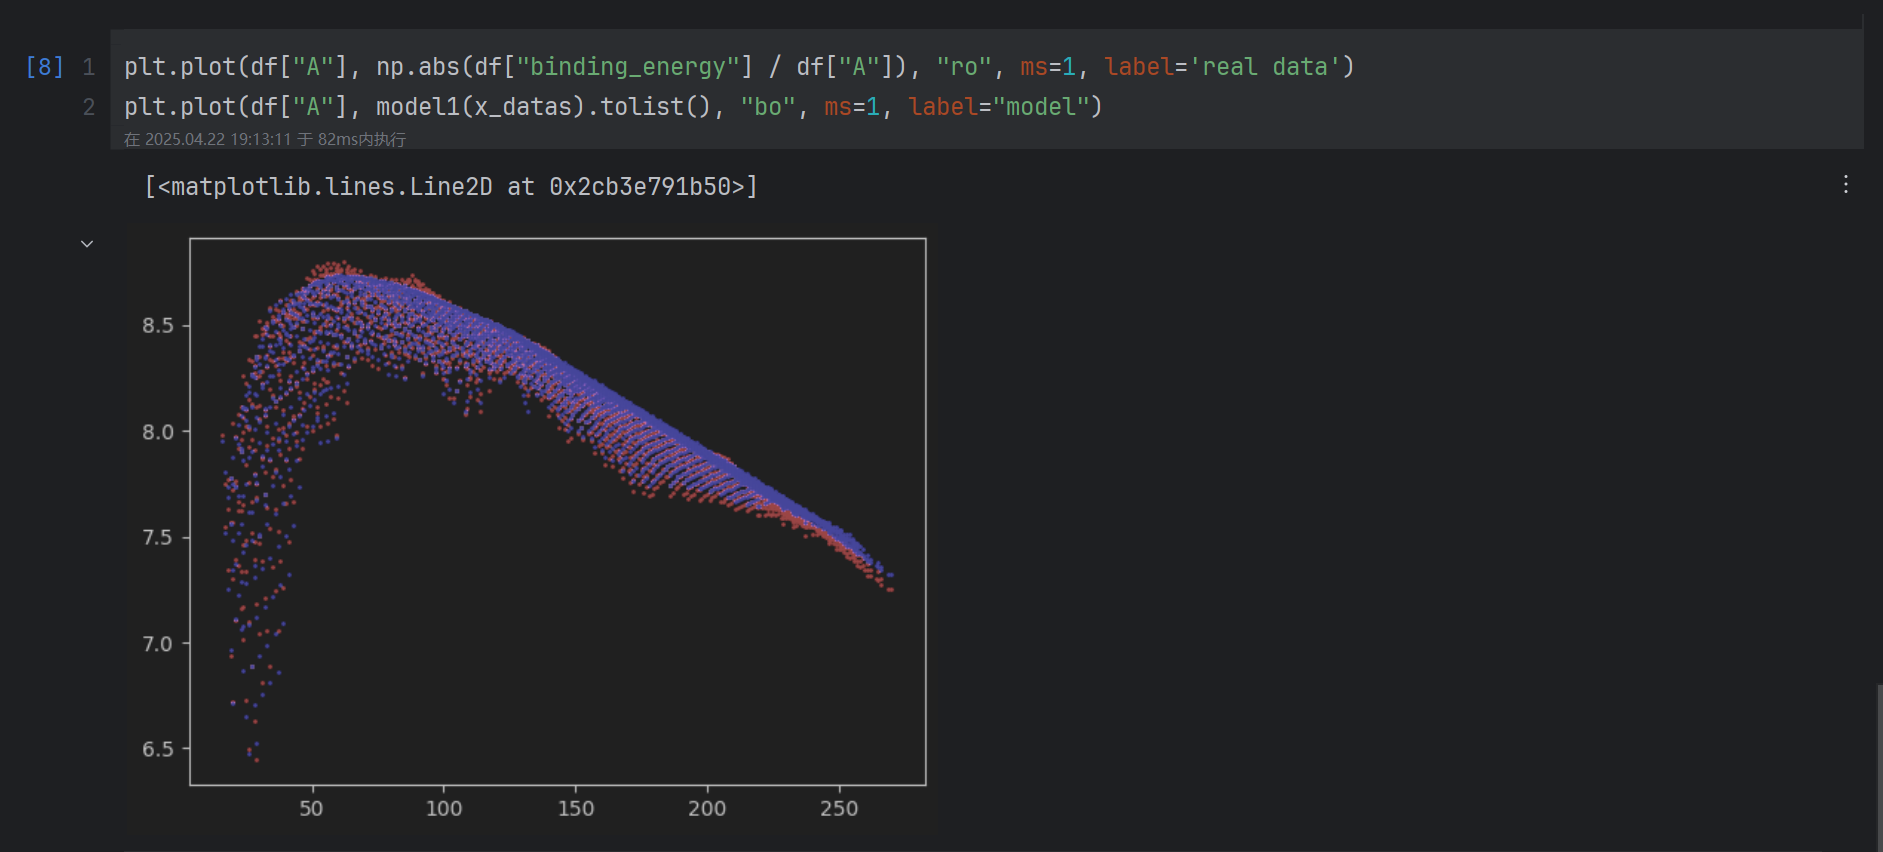 [8] 1 plt.plot(df["A"], np.abs(df["binding_energy"] / df["A"]), "ro", ms=1, label='real data')
2 plt.plot(df["A"], model1(x_datas).tolist(), "bo", ms=1, label="model")
在 2025.04.22 19:13:11 于 82ms内执行
[<matplotlib.lines.Line2D at 0x2cb3e791b50>]
8.5
8.0
7.5
7.0
6.5
50 100 150 200 250